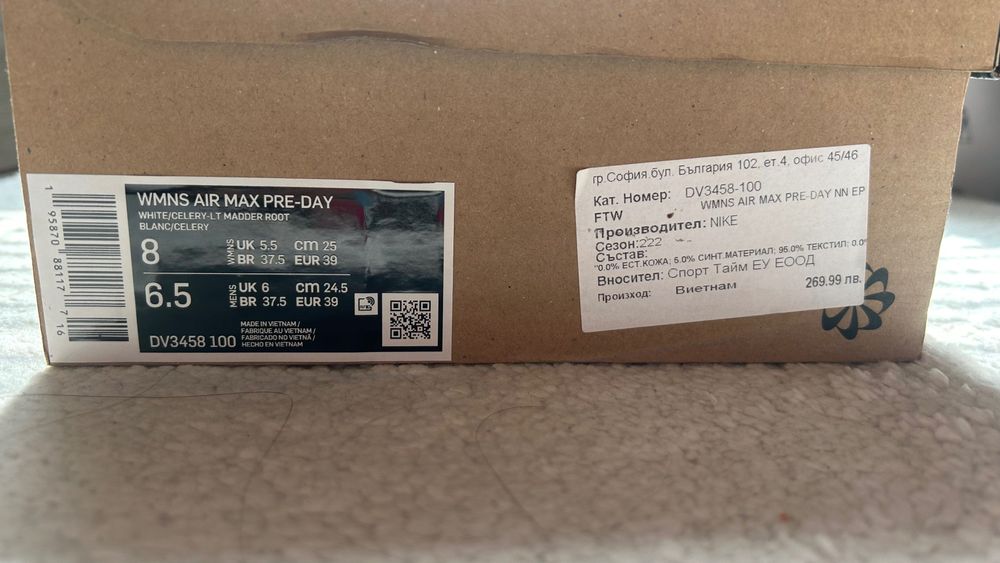 1 95870 88117 7 16
WMNS AIR MAX PRE-DAY
WHITE/CELERY-LT MADDER ROOT
BLANC/CELERY
8 WMNS UK 5.5 CM 25
BR 37.5 EUR 39
6.5 MENS UK 6 CM 24.5
BR 37.5 EUR 39
MADE IN VIETNAM /
FABRIQUE AU VIETNAM /
FABRICADO NO VIETNÃ /
DV3458 100 HECHO EN VIETNAM
гр.София.бул. България 102, ет.4, офис 45/46
Кат. Номер: DV3458-100
WMNS AIR MAX PRE-DAY NN EP
FTW
Производител: NIKE
Сезон:222
Състав:
"0.0% ЕСТ.КОЖА; 5.0% СИНТ.МАТЕРИАЛ; 95.0% ТЕКСТИЛ; 0.0°
Вносител: Спорт Тайм ЕУ ЕООД
Произход: Виетнам 269.99 лв.